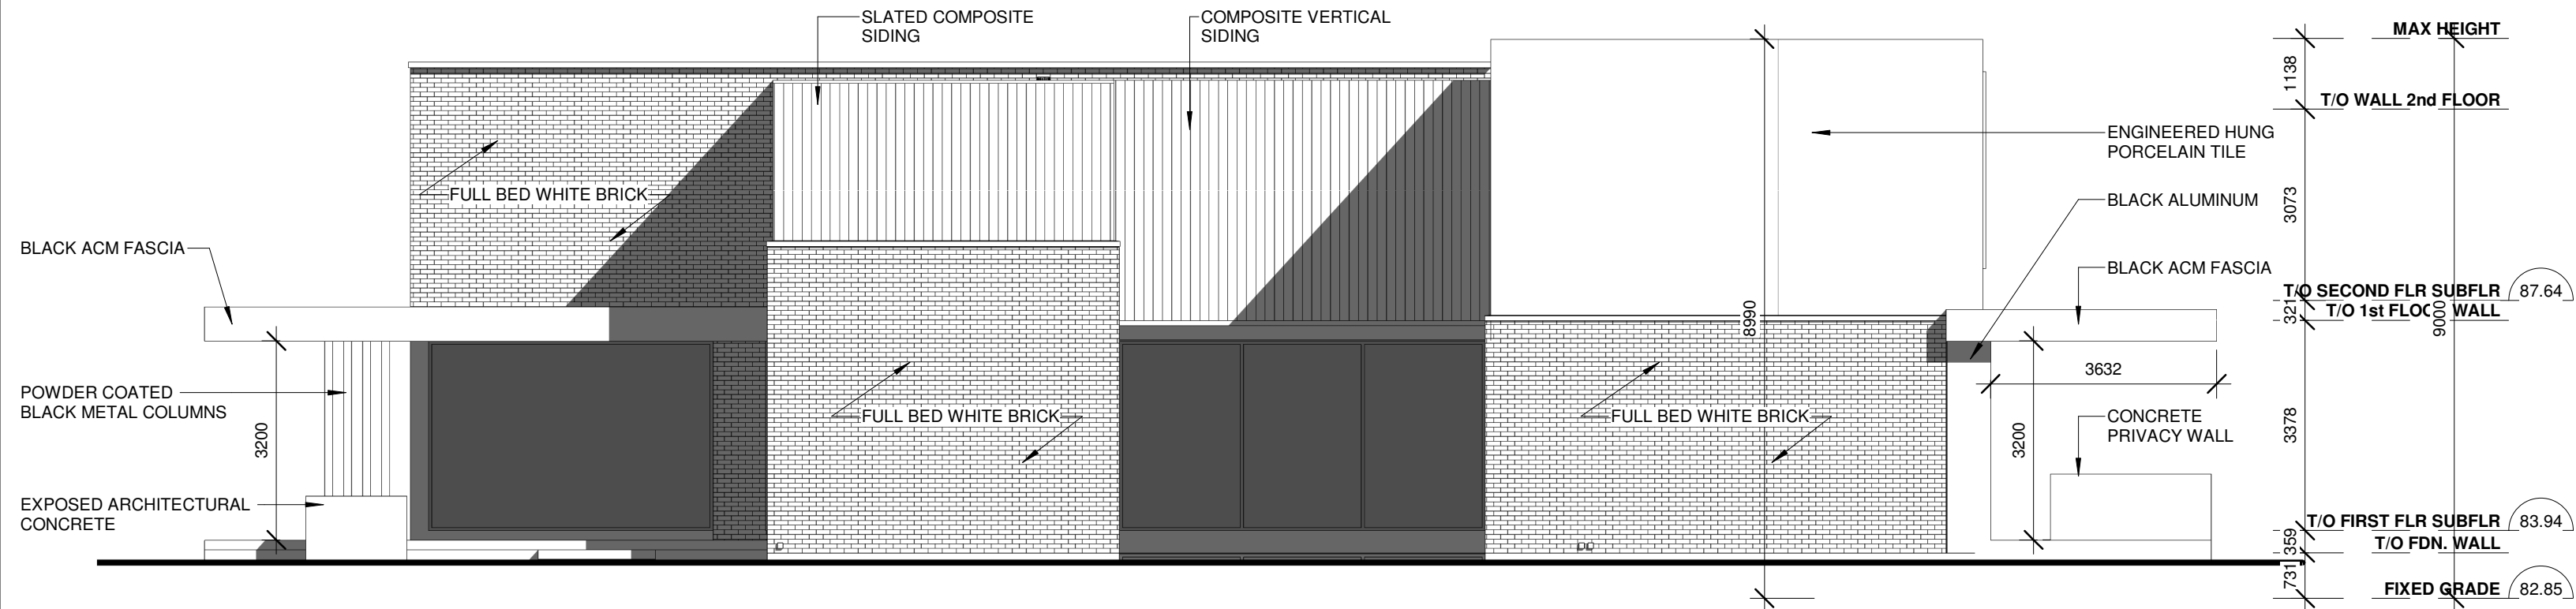 SLATED COMPOSITE
SIDING
COMPOSITE VERTICAL
SIDING
MAX HEIGHT
1138
T/O WALL 2nd FLOOR
ENGINEERED HUNG
PORCELAIN TILE
FULL BED WHITE BRICK
3073
BLACK ALUMINUM
BLACK ACM FASCIA
BLACK ACM FASCIA
T/O SECOND FLR SUBFLR
87.64
321
T/O 1st FLOOR WALL
8990
9000
3632
POWDER COATED
BLACK METAL COLUMNS
3200
FULL BED WHITE BRICK
FULL BED WHITE BRICK
CONCRETE
PRIVACY WALL
3200
3378
EXPOSED ARCHITECTURAL
CONCRETE
T/O FIRST FLR SUBFLR
83.94
359
T/O FDN. WALL
731
FIXED GRADE
82.85